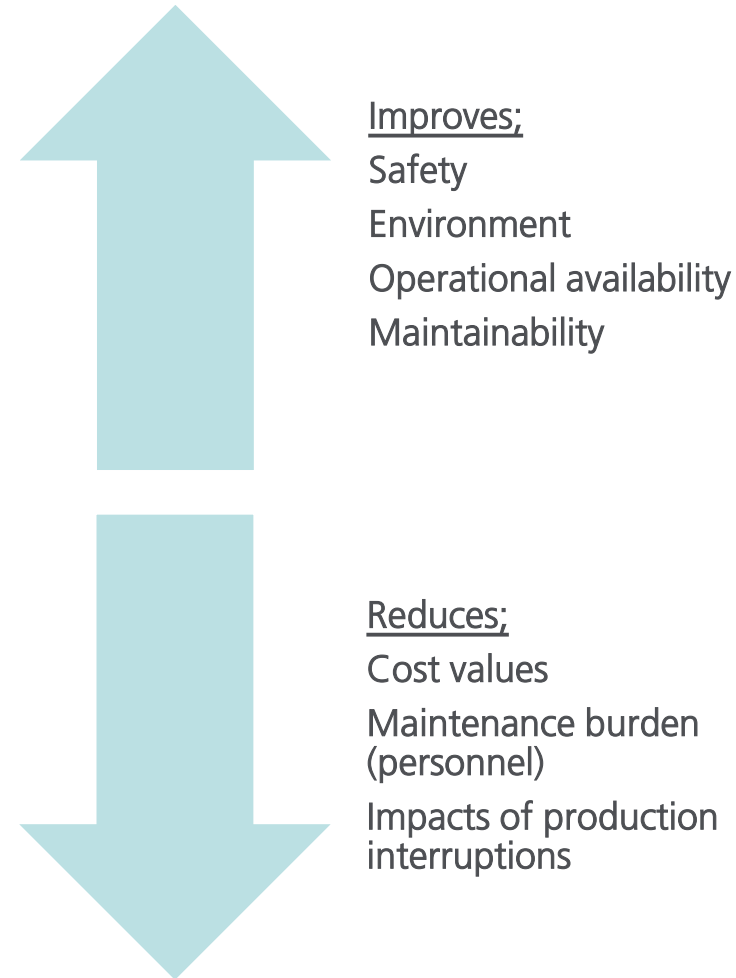 Improves;
Safety
Environment
Operational availability
Maintainability
Reduces;
Cost values
Maintenance burden
(personnel)
Impacts of production
interruptions